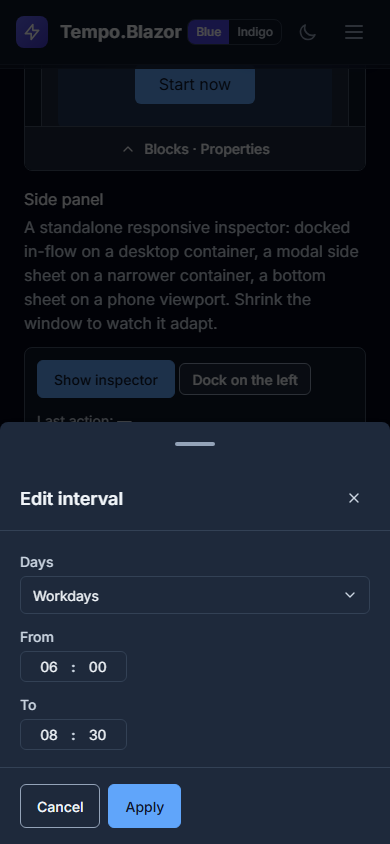 Tempo.Blazor Blue Indigo
Start now
Blocks · Properties
Side panel
A standalone responsive inspector: docked
in-flow on a desktop container, a modal side
sheet on a narrower container, a bottom
sheet on a phone viewport. Shrink the
window to watch it adapt.
Show inspector Dock on the left
Last action: —
Edit interval
Days
Workdays
From
06 : 00
To
08 : 30
Cancel Apply